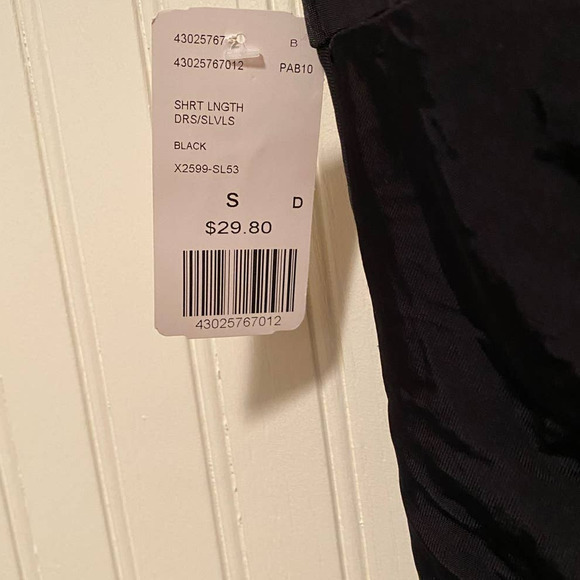 43025767 B
43025767012 PAB10
SHRT LNGTH
DRS/SLVLS
BLACK
X2599-SL53
S D
$29.80
43025767012